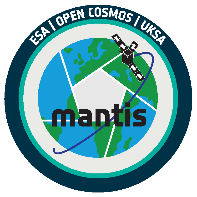 ESA | OPEN COSMOS | UKSA
mantis